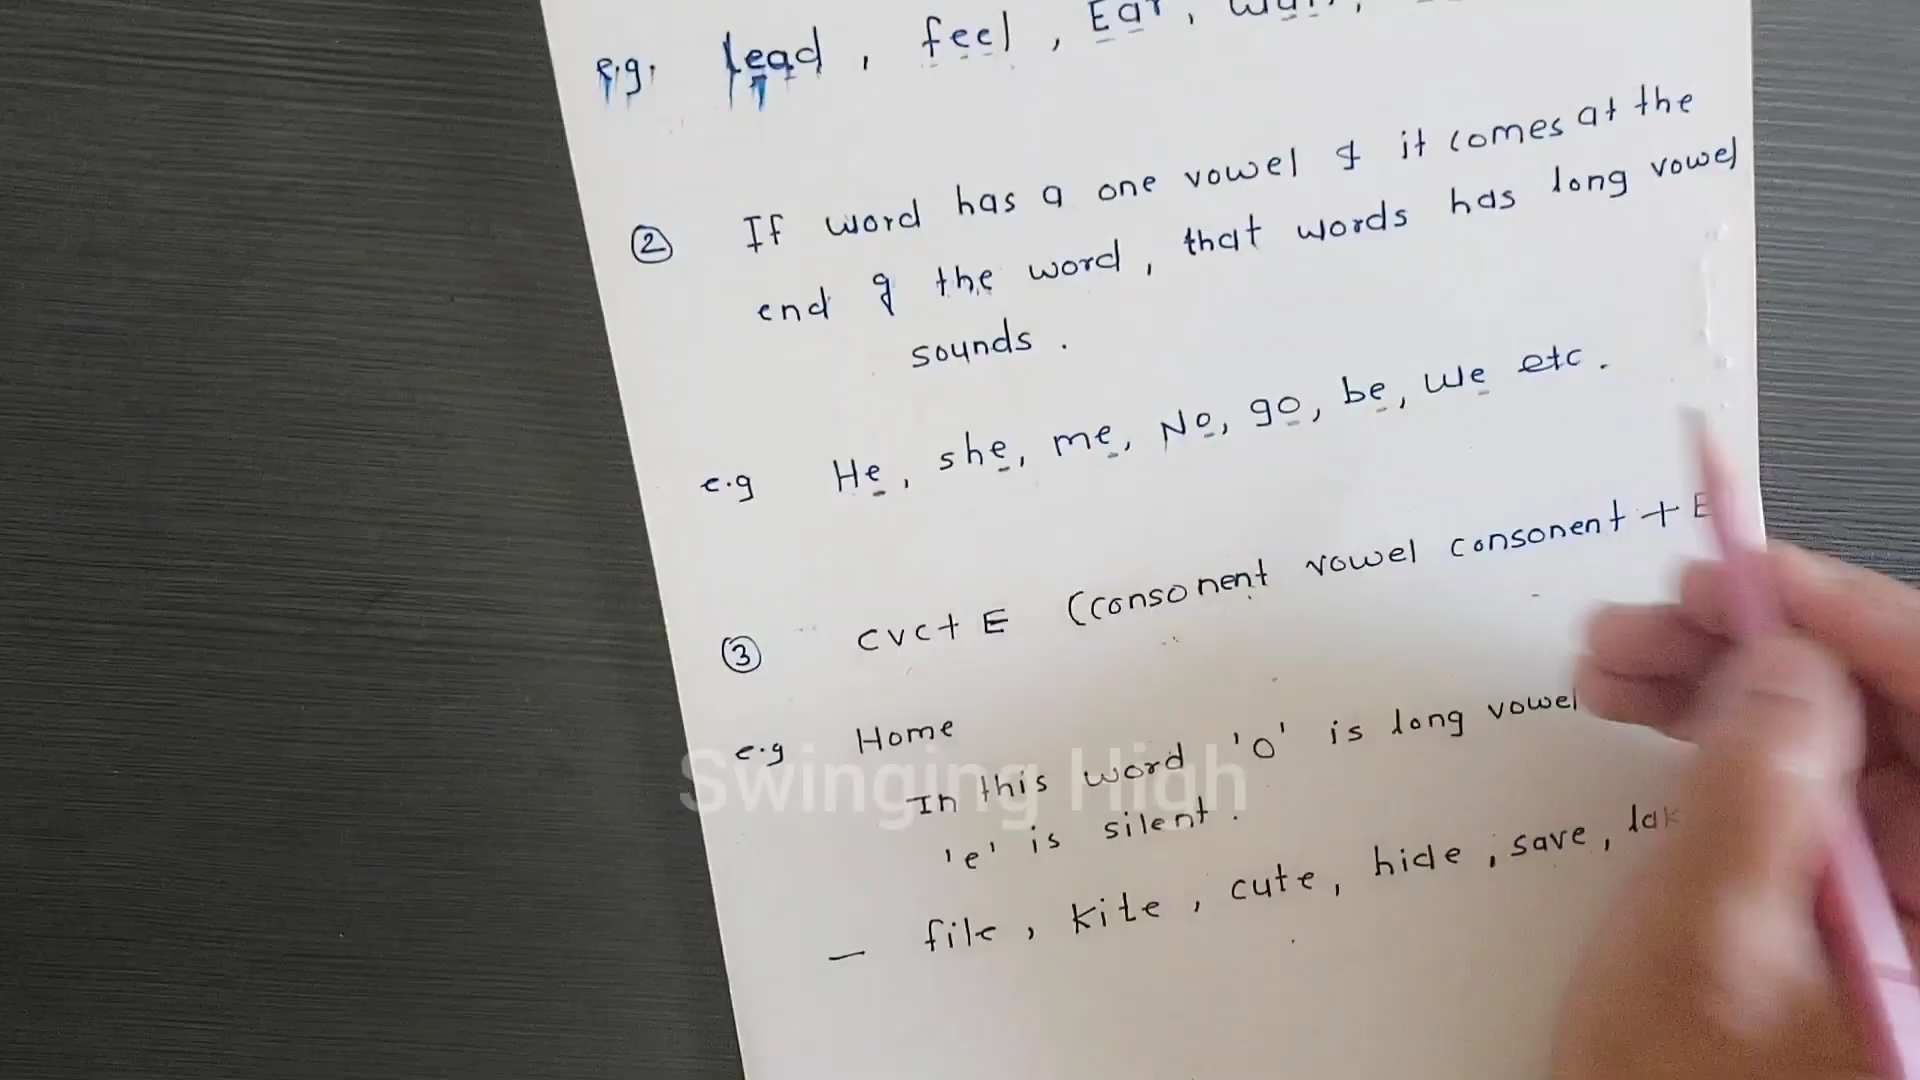 e.g. lead , feel , Ear ,
② If word has a one vowel & it comes at the
end of the word , that words has long vowel
sounds .
e.g He , she , me , No , go , be , we etc .
③ CVC + E ( consonent vowel consonent + E
e.g Home
In this word 'o' is long vowel
'e' is silent .
— file , kite , cute , hide , save ,
Swinging High